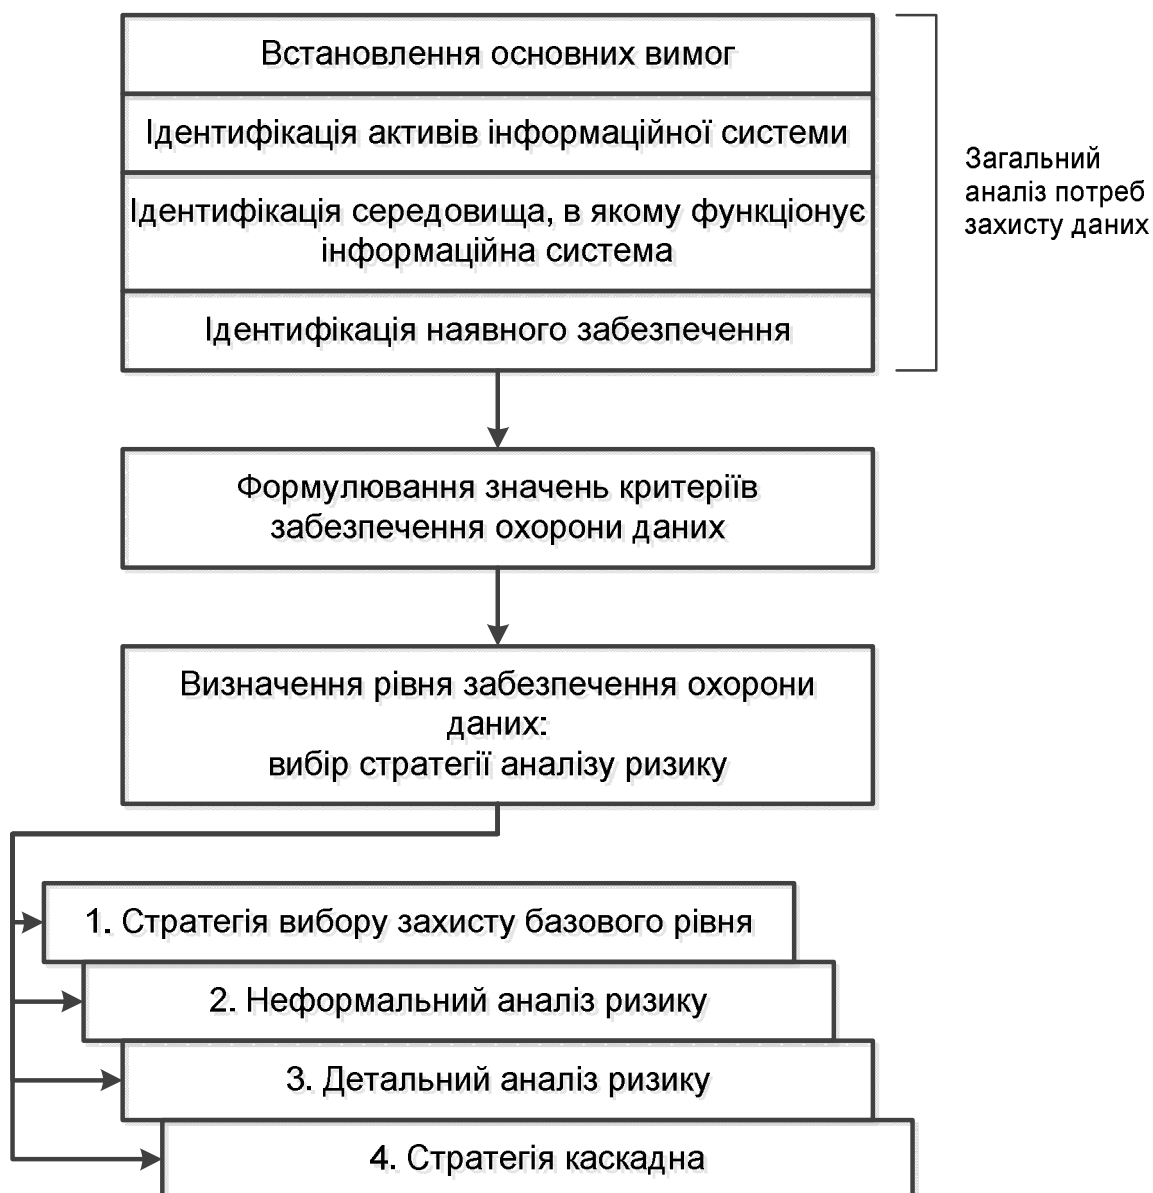 Встановлення основних вимог
Ідентифікація активів інформаційної системи
Ідентифікація середовища, в якому функціонує
інформаційна система
Ідентифікація наявного забезпечення
Загальний
аналіз потреб
захисту даних
Формулювання значень критеріїв
забезпечення охорони даних
Визначення рівня забезпечення охорони
даних:
вибір стратегії аналізу ризику
1. Стратегія вибору захисту базового рівня
2. Неформальний аналіз ризику
3. Детальний аналіз ризику
4. Стратегія каскадна